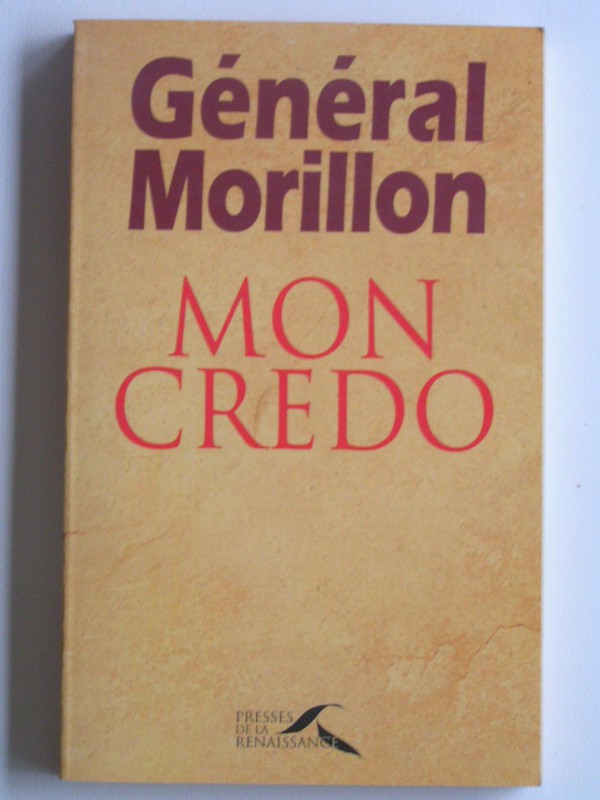 Général
Morillon
MON
CREDO
PRESSES
DE LA
RENAISSANCE